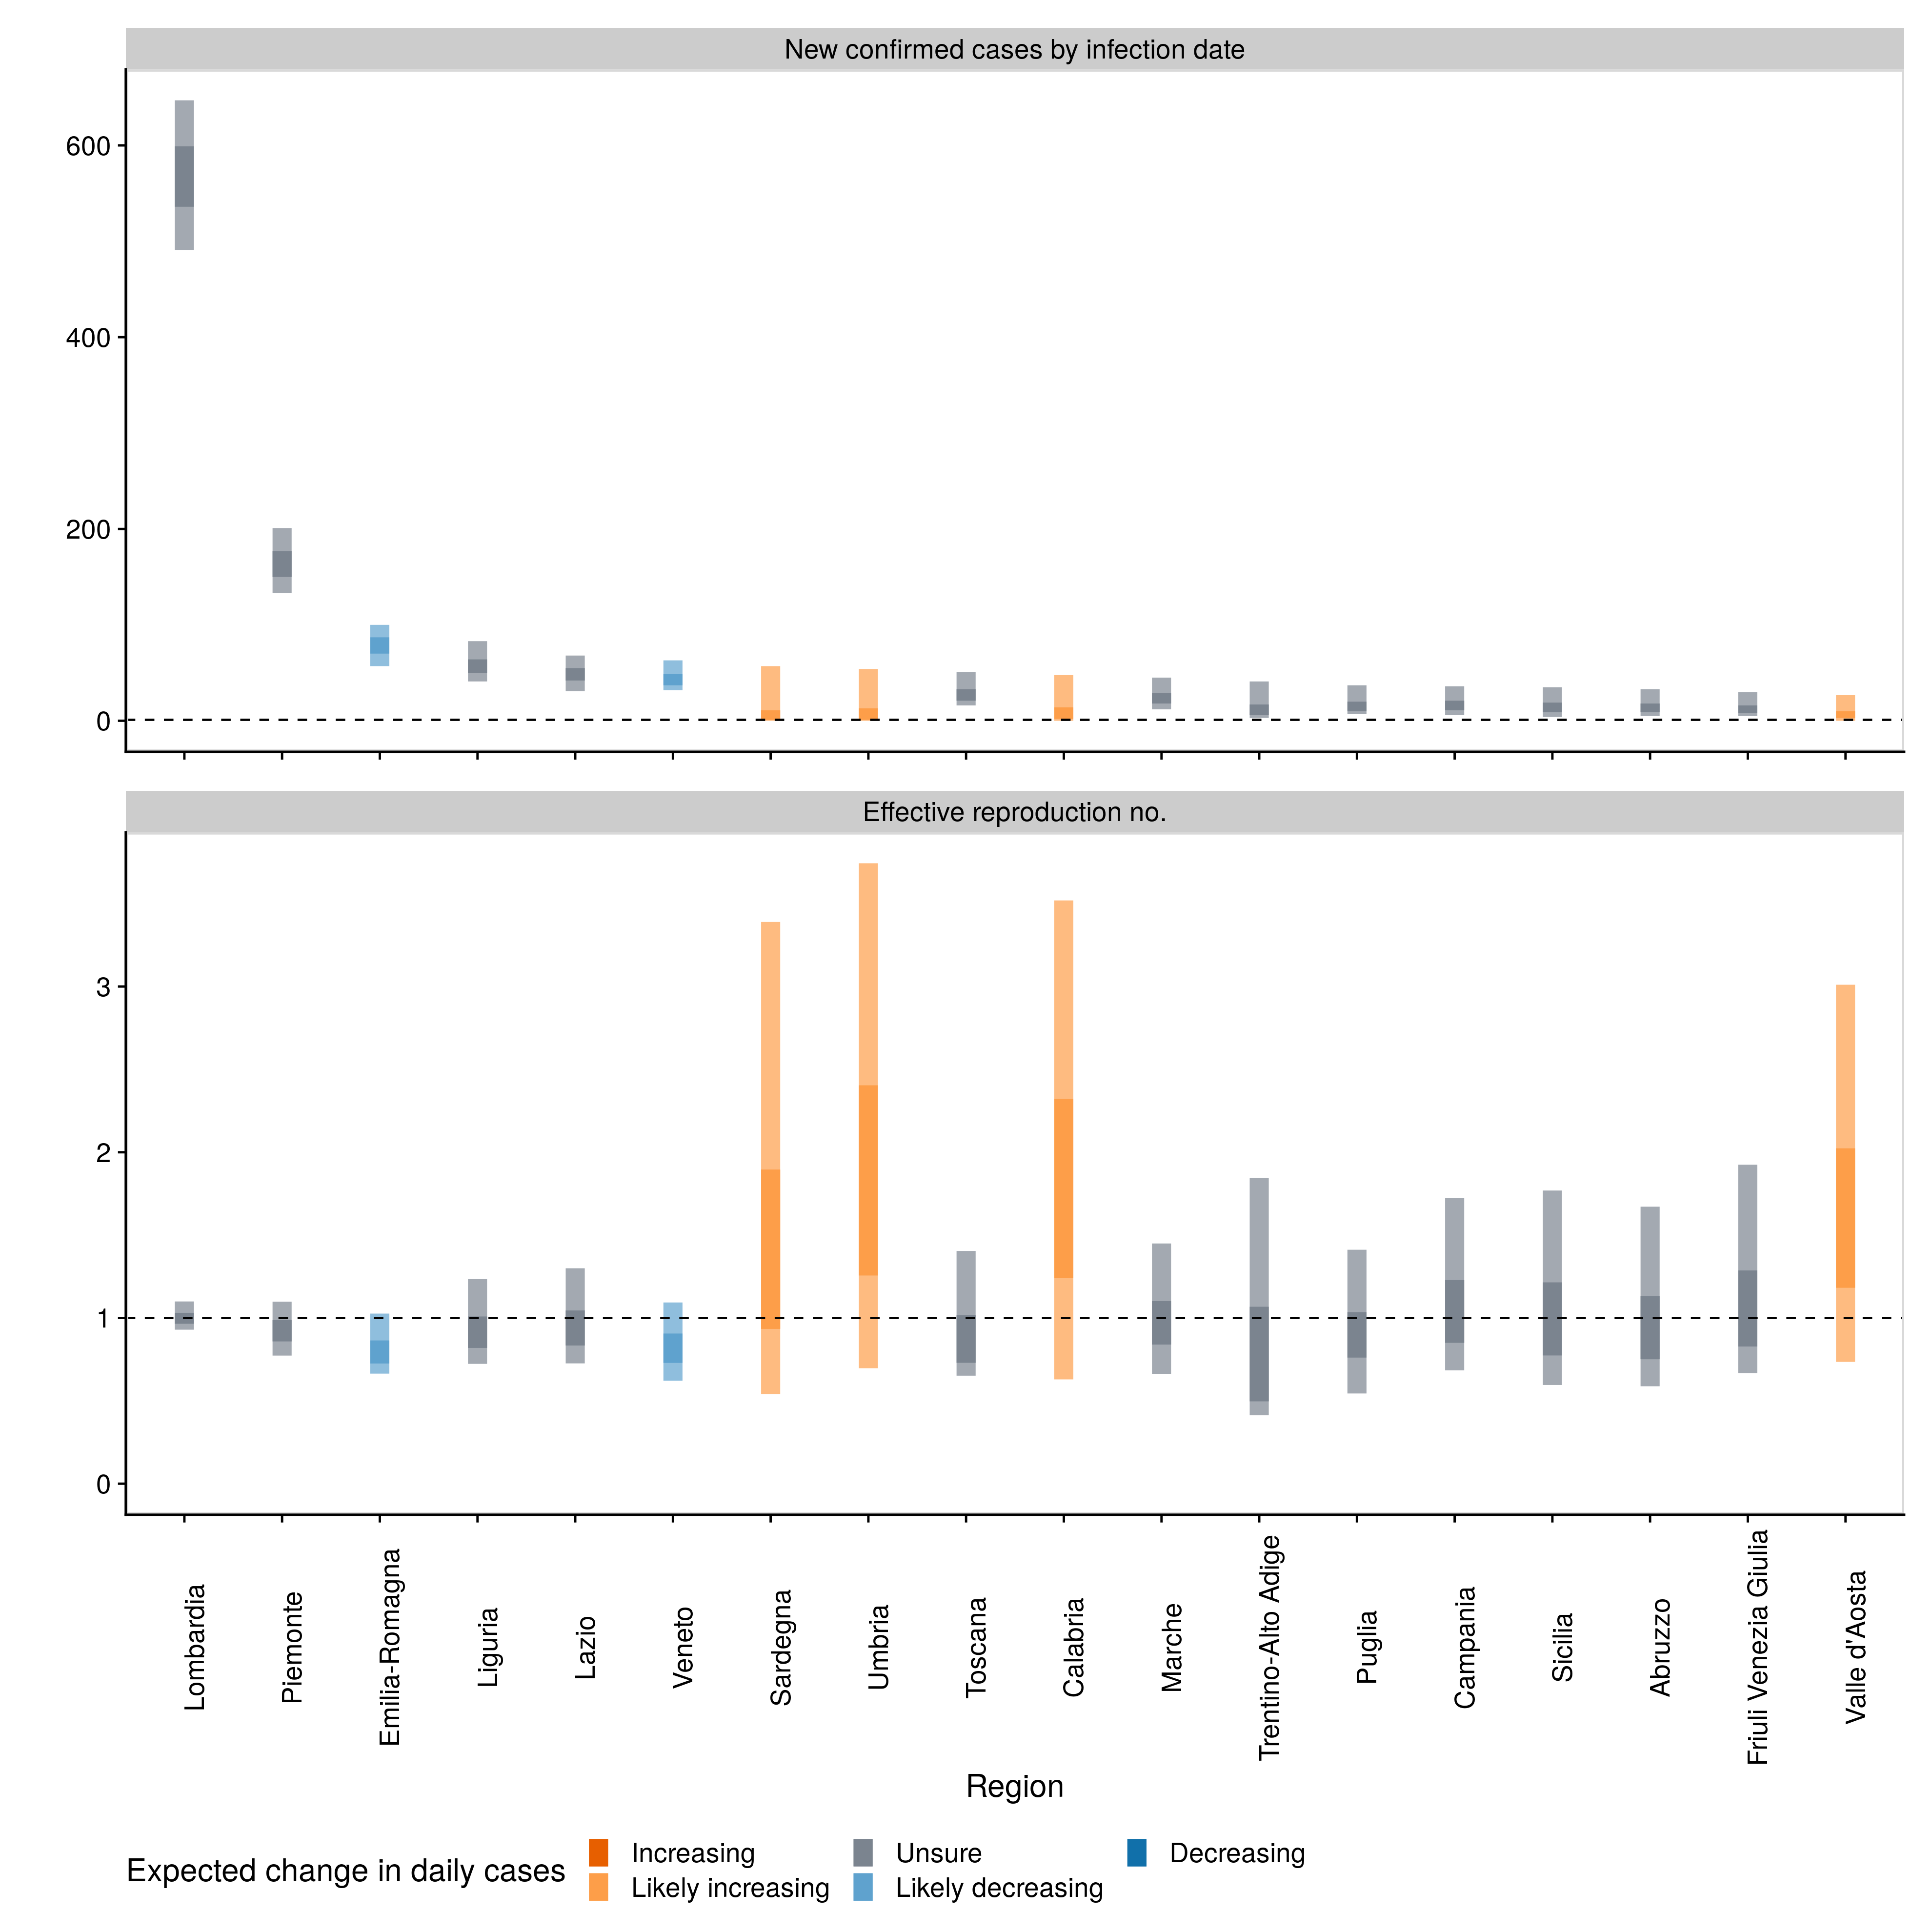 New confirmed cases by infection date
600
400
200
0
Effective reproduction no.
3
2
1
0
Lombardia
Piemonte
Emilia-Romagna
Liguria
Lazio
Veneto
Sardegna
Umbria
Toscana
Calabria
Marche
Trentino-Alto Adige
Puglia
Campania
Sicilia
Abruzzo
Friuli Venezia Giulia
Valle d'Aosta
Region
Expected change in daily cases
Increasing
Likely increasing
Unsure
Likely decreasing
Decreasing